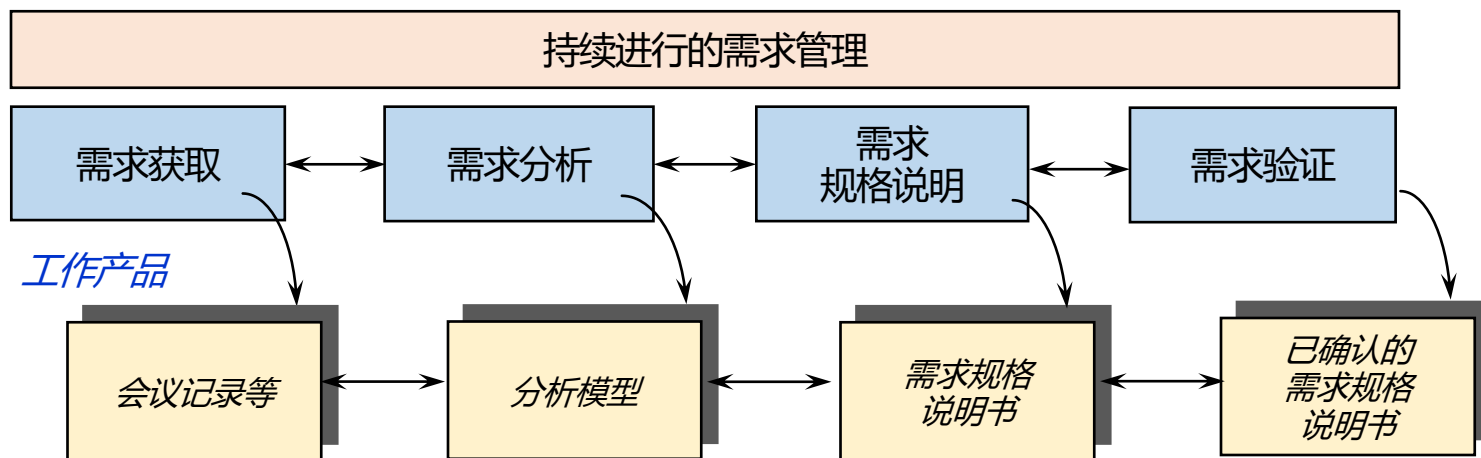 持续进行的需求管理
需求获取
需求分析
需求
规格说明
需求验证
工作产品
会议记录等
分析模型
需求规格
说明书
已确认的
需求规格
说明书